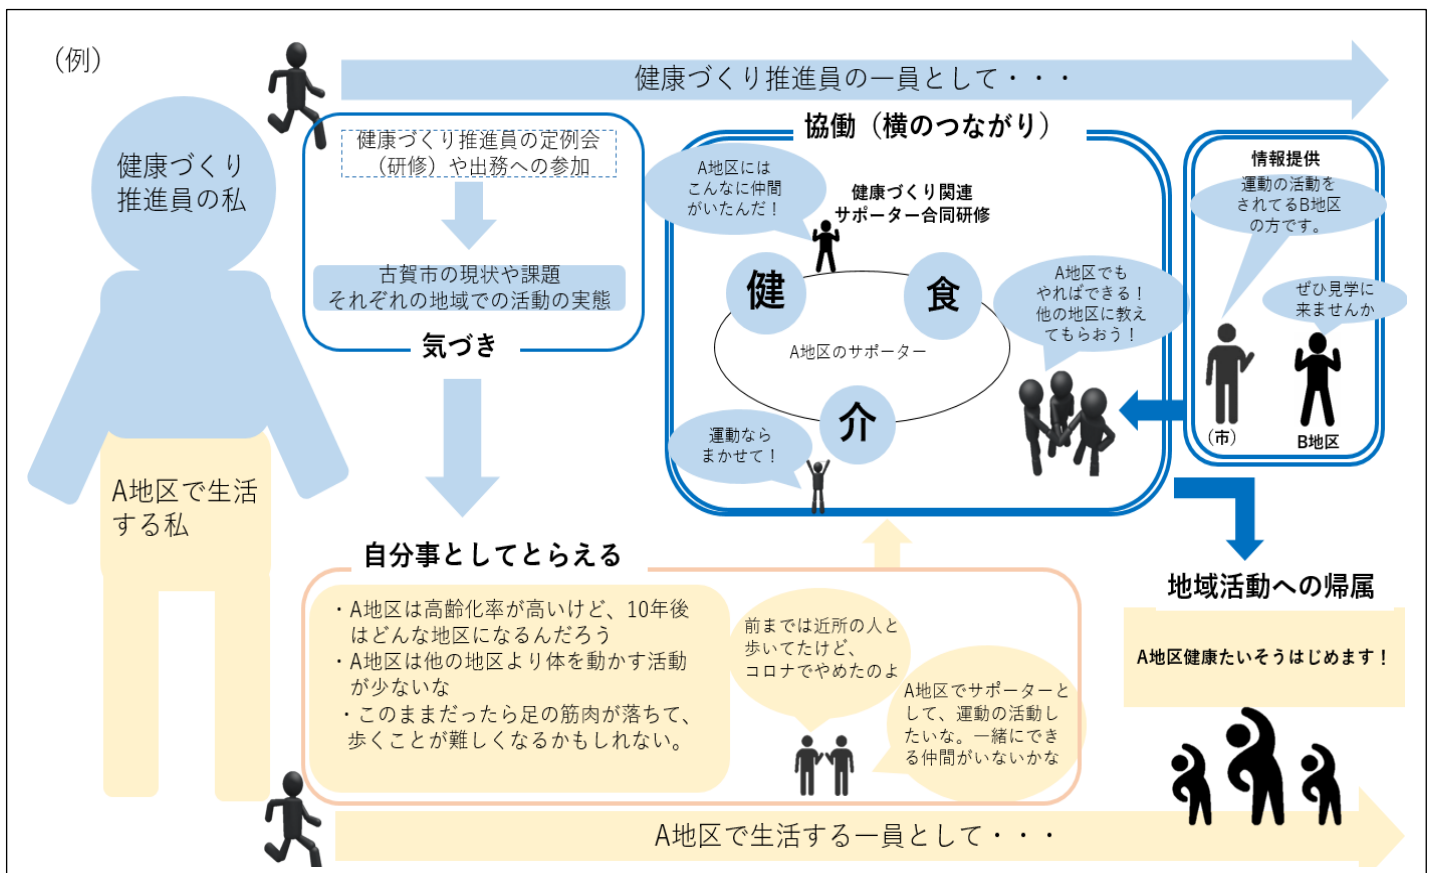 （例）
健康づくり推進員の一員として・・・
健康づくり
推進員の私
A地区で生活
する私
健康づくり推進員の定例会
（研修）や出務への参加
古賀市の現状や課題
それぞれの地域での活動の実態
気づき
協働（横のつながり）
A地区には
こんなに仲間
がいたんだ！
健康づくり関連
サポーター合同研修
健
食
介
A地区のサポーター
A地区でも
やればできる！
他の地区に教え
てもらおう！
運動なら
まかせて！
情報提供
運動の活動を
されてるB地区
の方です。
ぜひ見学に
来ませんか
（市）
B地区
自分事としてとらえる
・A地区は高齢化率が高いけど、10年後
はどんな地区になるんだろう
・A地区は他の地区より体を動かす活動
が少ないな
・このままだったら足の筋肉が落ちて、
歩くことが難しくなるかもしれない。
前までは近所の人と
歩いてたけど、
コロナでやめたのよ
A地区でサポーターと
して、運動の活動し
たいな。一緒にでき
る仲間がいないかな
地域活動への帰属
A地区健康たいそうはじめます！
A地区で生活する一員として・・・